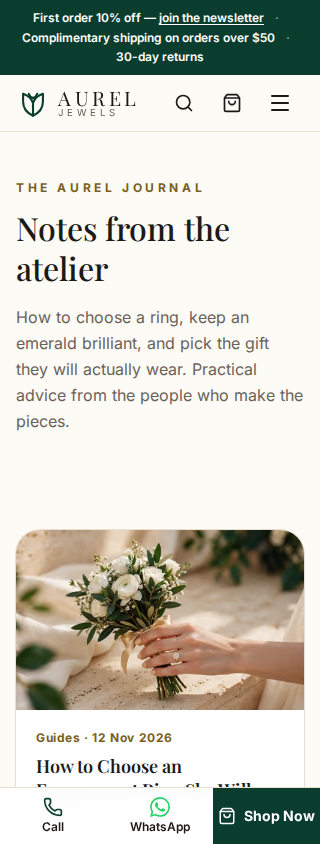 First order 10% off — join the newsletter ·
Complimentary shipping on orders over $50 ·
30-day returns
AUREL
JEWELS
THE AUREL JOURNAL
Notes from the
atelier
How to choose a ring, keep an
emerald brilliant, and pick the gift
they will actually wear. Practical
advice from the people who make the
pieces.
Guides · 12 Nov 2026
How to Choose an
Call
WhatsApp
Shop Now